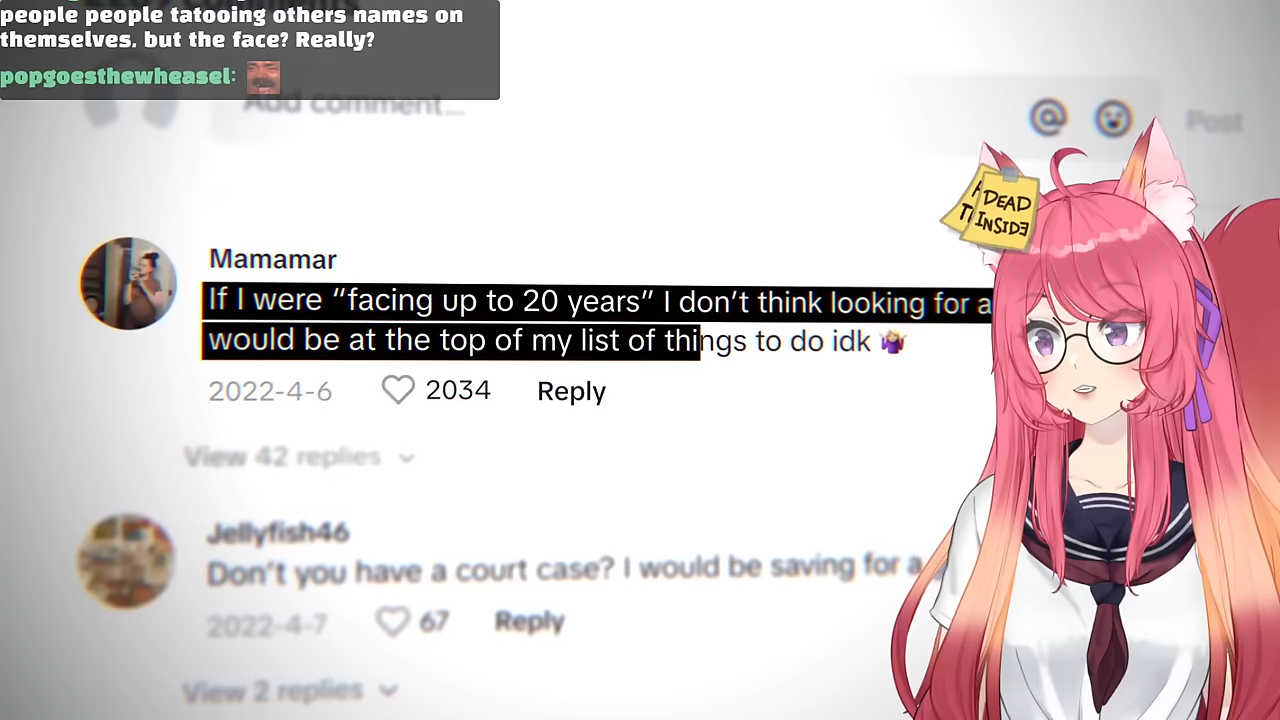 people people tatooing others names on
themselves. but the face? Really?
popgoesthewheasel:
Add comment...
@
Post
DEAD
INSIDE
Mamamar
If I were “facing up to 20 years” I don’t think looking for a
would be at the top of my list of things to do idk 🤷‍♀️
2022-4-6
2034
Reply
View 42 replies
Jellyfish46
Don’t you have a court case? I would be saving for a
2022-4-7
67
Reply
View 2 replies